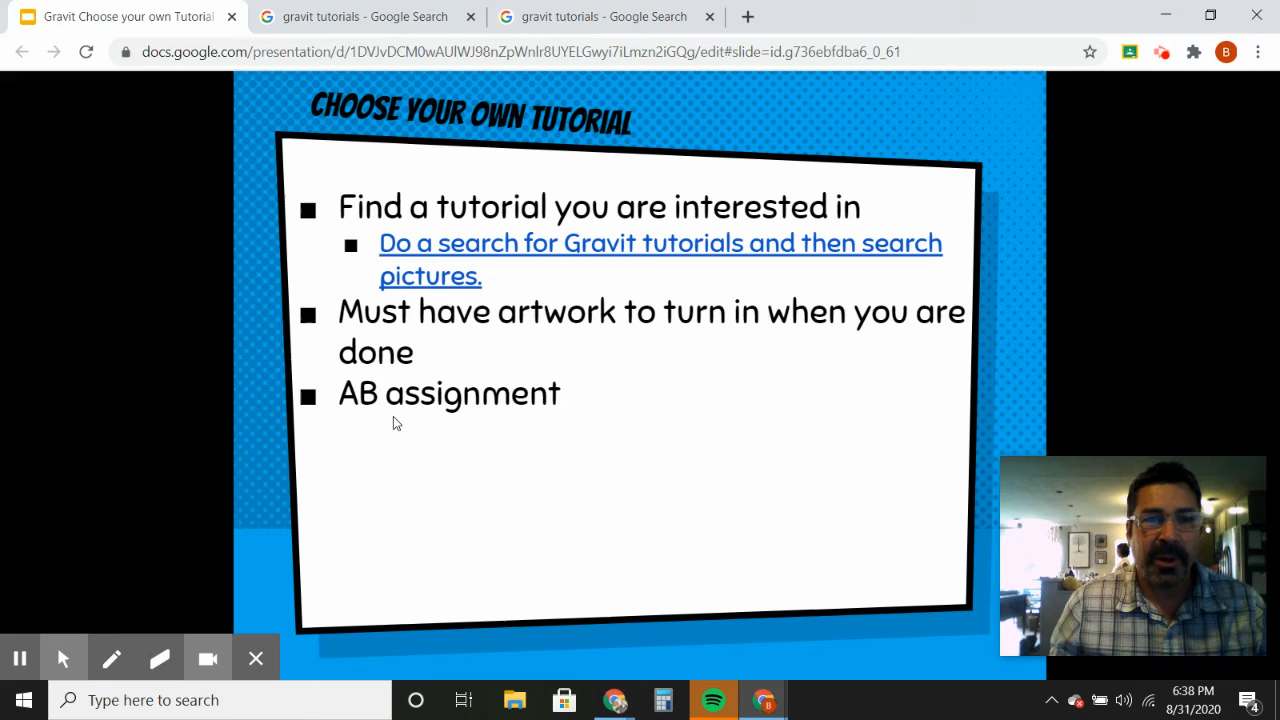 Gravit Choose your own Tutorial
gravit tutorials - Google Search
gravit tutorials - Google Search
docs.google.com/presentation/d/1DVJvDCM0wAUlWJ98nZpWnlr8UYELGwyi7iLmzn2iGQg/edit#slide=id.g736ebfdba6_0_61
B
CHOOSE YOUR OWN TUTORIAL
Find a tutorial you are interested in
Do a search for Gravit tutorials and then search
pictures.
Must have artwork to turn in when you are
done
AB assignment
Type here to search
B
6:38 PM
8/31/2020
4